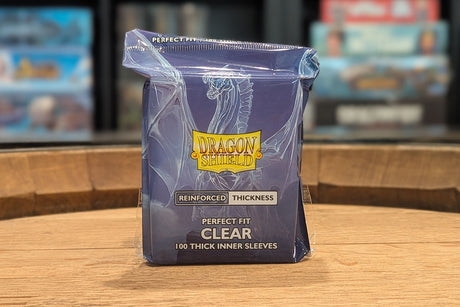 PERFECT FIT
DRAGON
SHIELD
REINFORCED THICKNESS
PERFECT FIT
CLEAR
100 THICK INNER SLEEVES